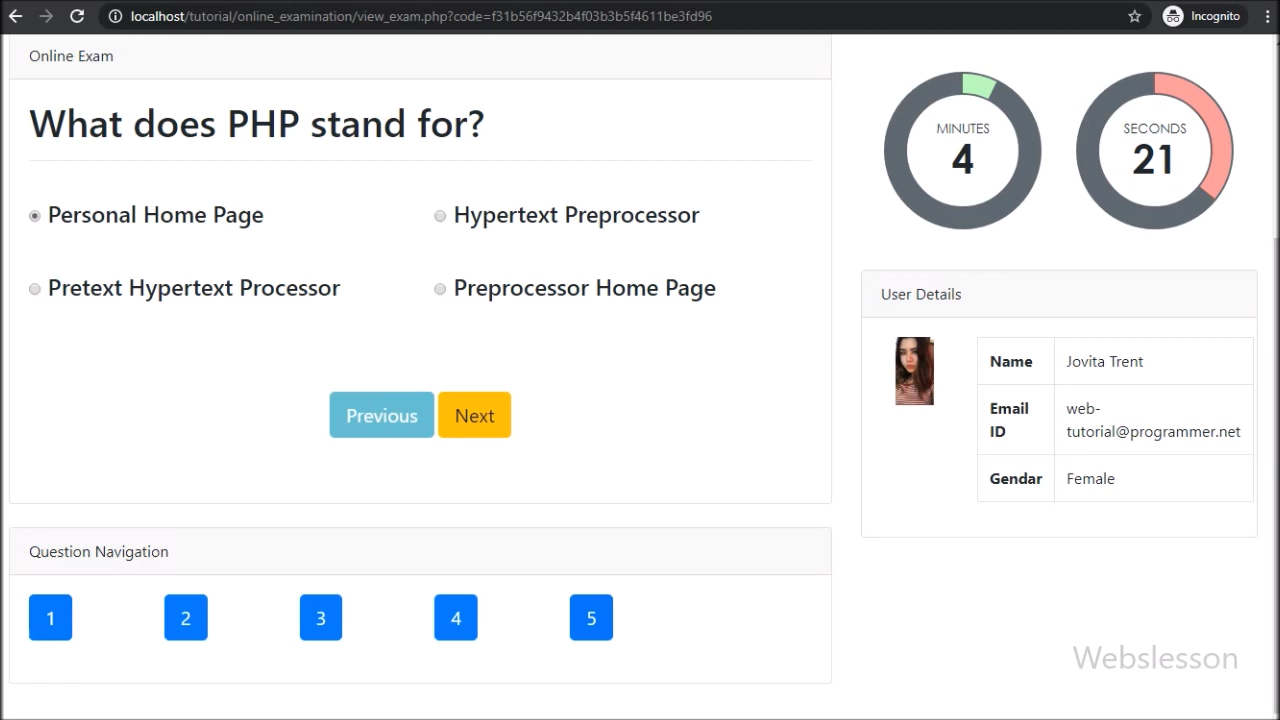 localhost/tutorial/online_examination/view_exam.php?code=f31b56f9432b4f03b3b5f4611be3fd96
Incognito
Online Exam
What does PHP stand for?
Personal Home Page
Hypertext Preprocessor
Pretext Hypertext Processor
Preprocessor Home Page
Previous
Next
Question Navigation
1
2
3
4
5
MINUTES
4
SECONDS
21
User Details
Name
Jovita Trent
Email
ID
web-
tutorial@programmer.net
Gendar
Female
Webslesson